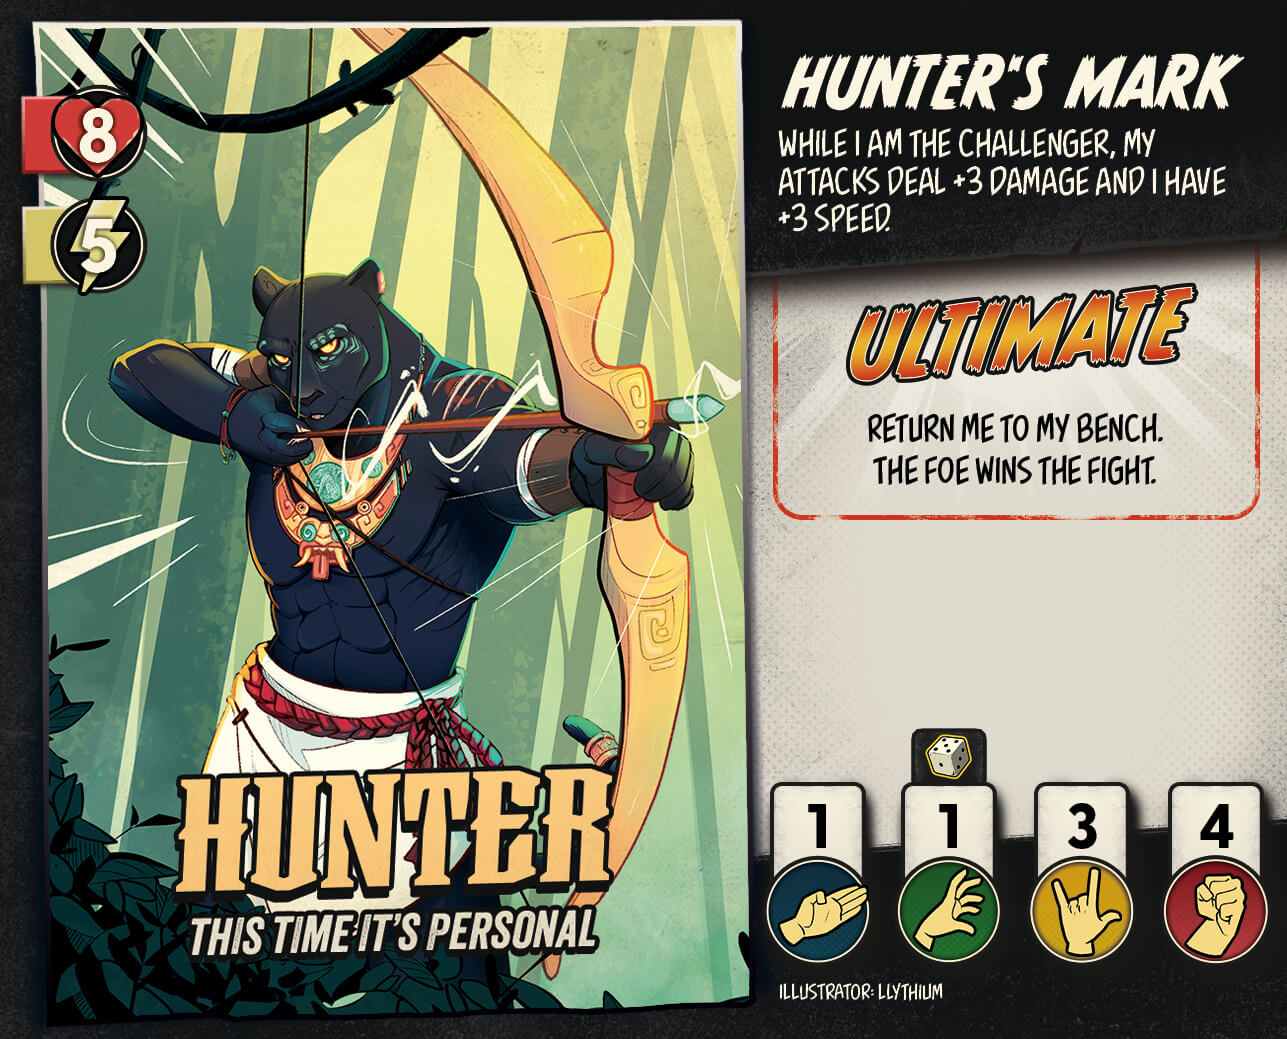 8
5
HUNTER
THIS TIME IT'S PERSONAL
HUNTER'S MARK
WHILE I AM THE CHALLENGER, MY
ATTACKS DEAL +3 DAMAGE AND I HAVE
+3 SPEED.
ULTIMATE
RETURN ME TO MY BENCH.
THE FOE WINS THE FIGHT.
1 1 3 4
ILLUSTRATOR: LLYTHIUM